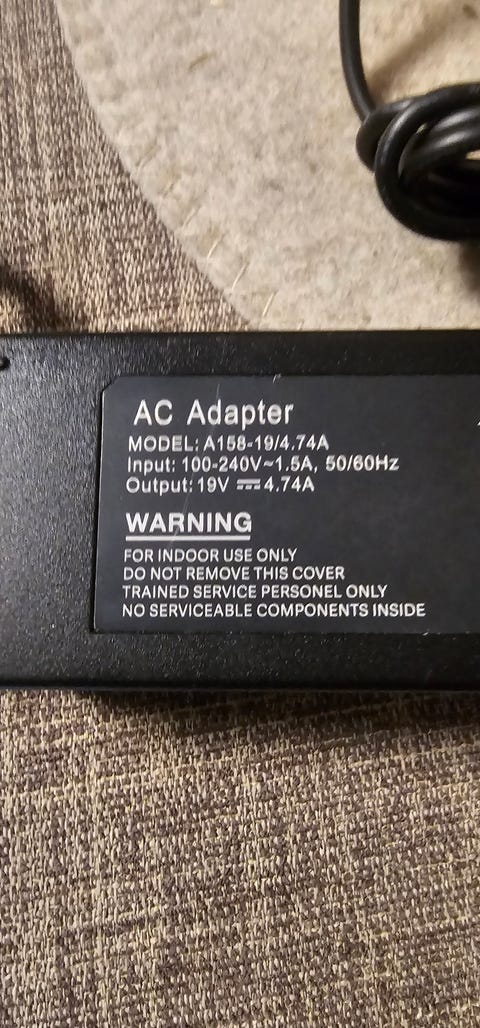 AC Adapter
MODEL: A158-19/4.74A
Input: 100-240V~1.5A, 50/60Hz
Output: 19V ⎓ 4.74A
WARNING
FOR INDOOR USE ONLY
DO NOT REMOVE THIS COVER
TRAINED SERVICE PERSONEL ONLY
NO SERVICEABLE COMPONENTS INSIDE